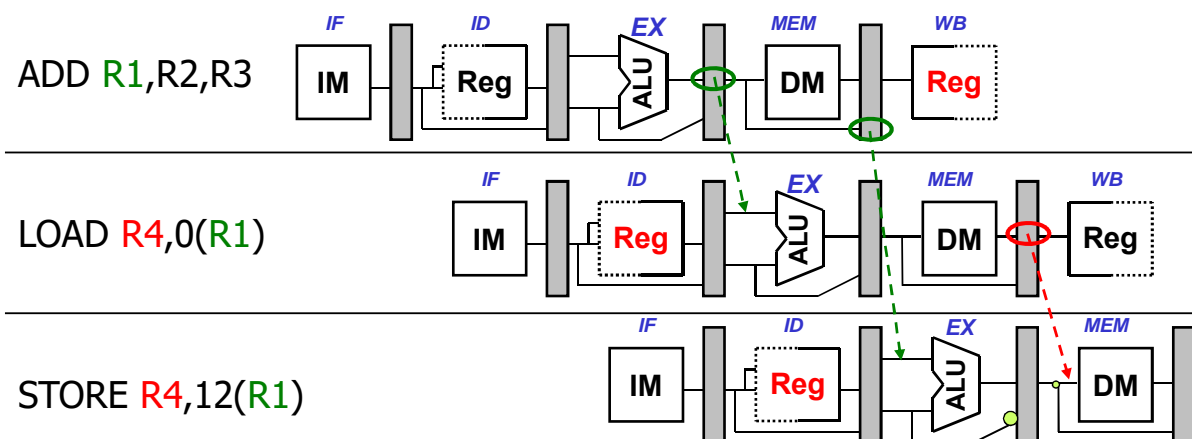 IF ID EX MEM WB
ADD R1,R2,R3 IM Reg ALU DM Reg
IF ID EX MEM WB
LOAD R4,0(R1) IM Reg ALU DM Reg
IF ID EX MEM
STORE R4,12(R1) IM Reg ALU DM